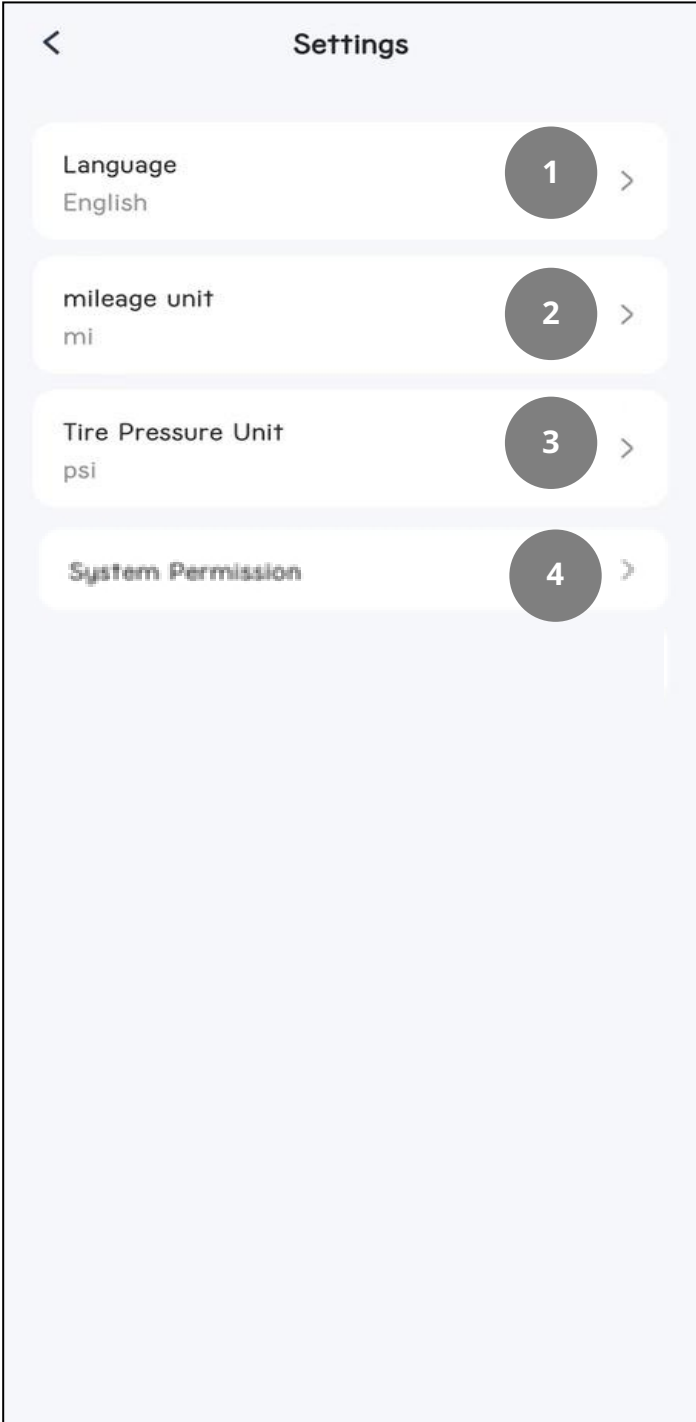 Settings
Language
English
1
mileage unit
mi
2
Tire Pressure Unit
psi
3
System Permission
4